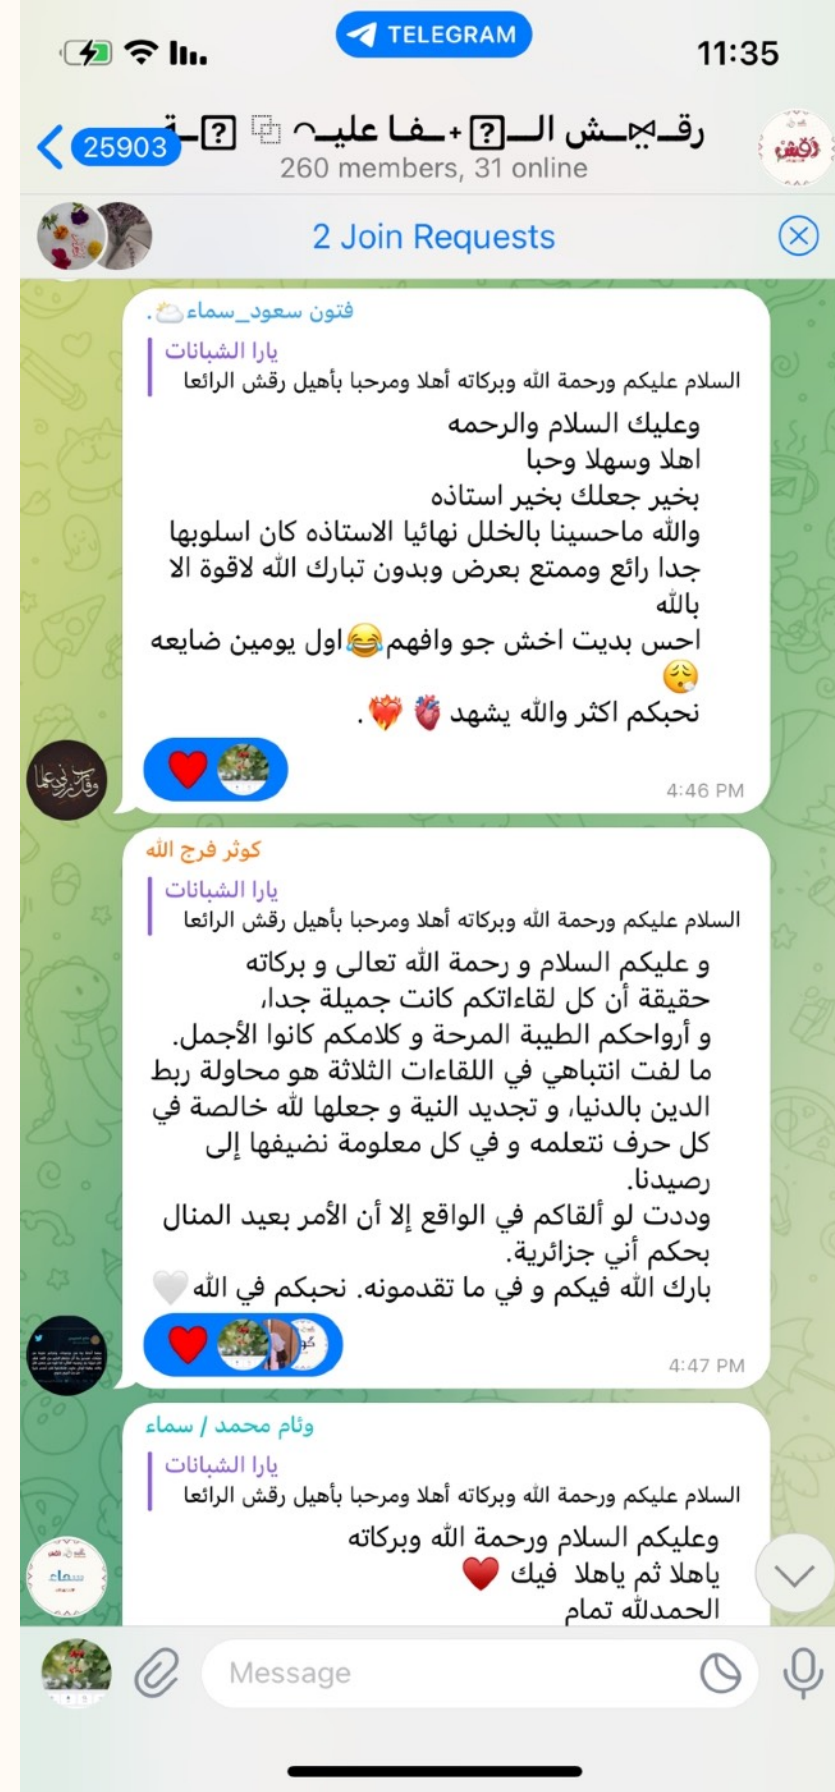 TELEGRAM
11:35
25903
260 members, 31 online
2 Join Requests
فتون سعود_سماء🌥️.
يارا الشبانات
السلام عليكم ورحمة الله وبركاته أهلا ومرحبا بأهيل رقش الرائعا
وعليك السلام والرحمه
اهلا وسهلا وحبا
بخير جعلك بخير استاذه
والله ماحسينا بالخلل نهائيا الاستاذه كان اسلوبها
جدا رائع وممتع بعرض وبدون تبارك الله لاقوة الا
بالله
احس بديت اخش جو وافهم😂اول يومين ضايعه
😮‍💨
نحبكم اكثر والله يشهد 🫀 ❤️‍🔥.
4:46 PM
كوثر فرج الله
يارا الشبانات
السلام عليكم ورحمة الله وبركاته أهلا ومرحبا بأهيل رقش الرائعا
و عليكم السلام و رحمة الله تعالى و بركاته
حقيقة أن كل لقاءاتكم كانت جميلة جدا،
و أرواحكم الطيبة المرحة و كلامكم كانوا الأجمل.
ما لفت انتباهي في اللقاءات الثلاثة هو محاولة ربط
الدين بالدنيا، و تجديد النية و جعلها لله خالصة في
كل حرف نتعلمه و في كل معلومة نضيفها إلى
رصيدنا.
وددت لو ألقاكم في الواقع إلا أن الأمر بعيد المنال
بحكم أني جزائرية.
بارك الله فيكم و في ما تقدمونه. نحبكم في الله🤍
4:47 PM
وئام محمد / سماء
يارا الشبانات
السلام عليكم ورحمة الله وبركاته أهلا ومرحبا بأهيل رقش الرائعا
وعليكم السلام ورحمة الله وبركاته
ياهلا ثم ياهلا فيك ♥️
الحمدلله تمام
سماء
Message